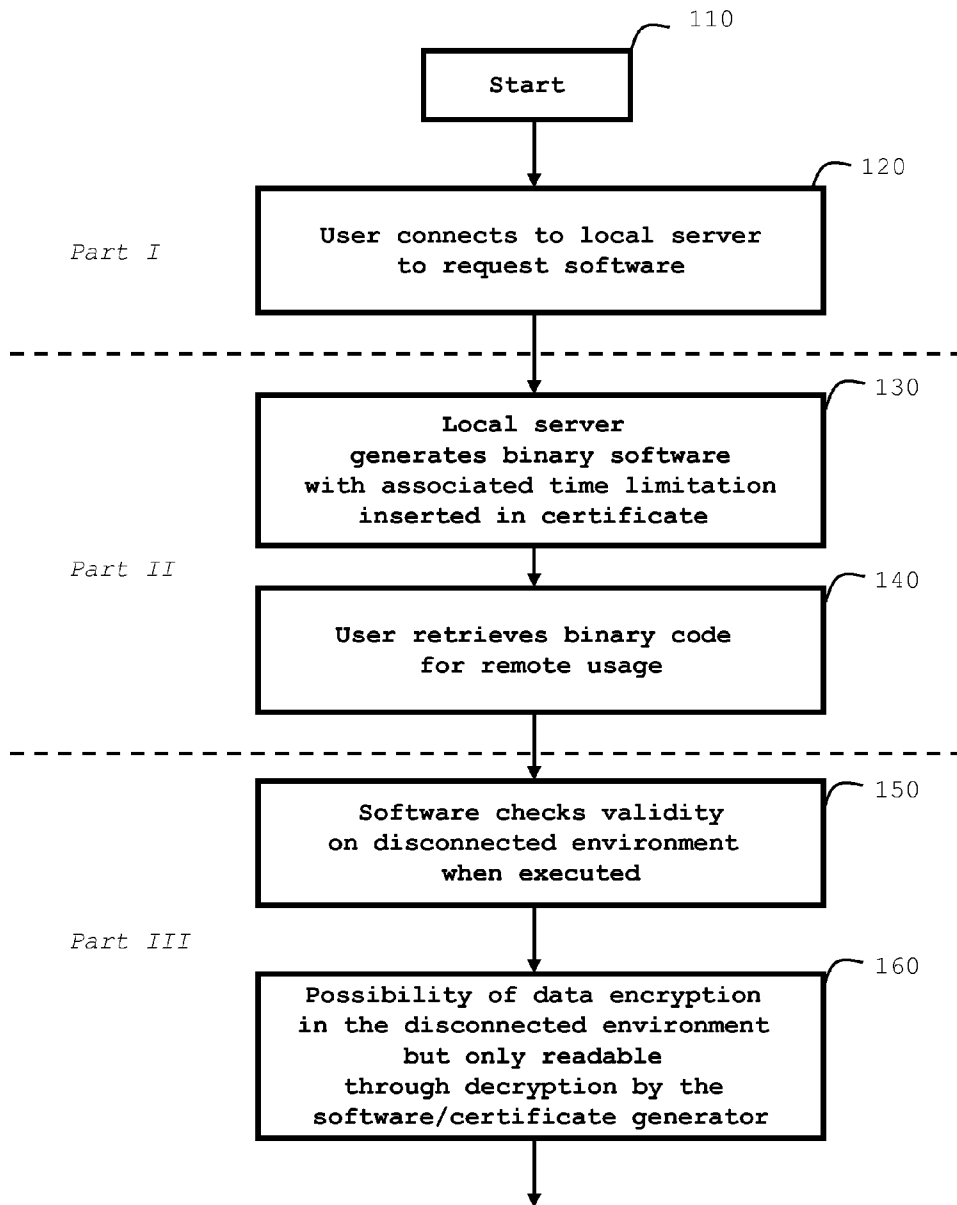 110
Start
120
User connects to local server
to request software
Part I
130
Local server
generates binary software
with associated time limitation
inserted in certificate
Part II
140
User retrieves binary code
for remote usage
150
Software checks validity
on disconnected environment
when executed
Part III
160
Possibility of data encryption
in the disconnected environment
but only readable
through decryption by the
software/certificate generator